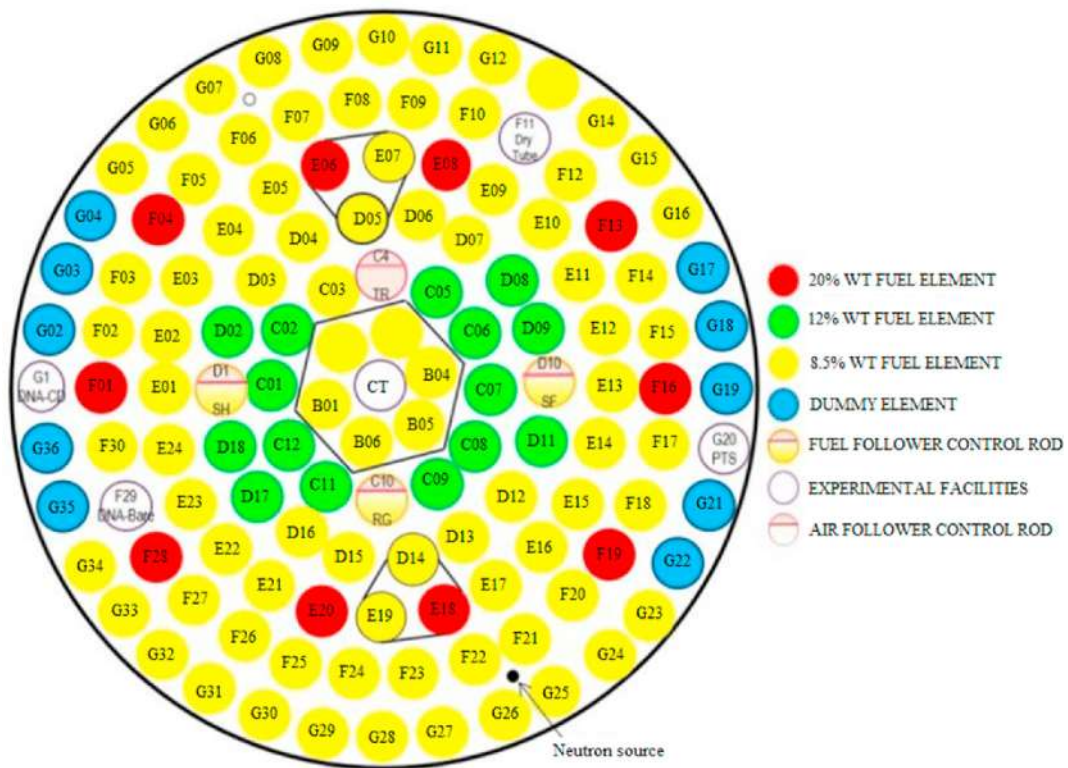 G10
G09
G11
G08
G12
G07
G14
G06
G15
G05
G16
G04
G17
G03
G18
G02
G19
G1
DNA-CD
G20
PTS
G36
G21
G35
G22
G34
G23
G33
G24
G32
G25
G31
G26
G30
G27
G29
G28
F08
F09
F07
F10
F06
F11
Dry
Tube
F05
F12
F04
F13
F03
F14
F02
F15
F01
F16
F30
F17
F29
DNA-Bare
F18
F28
F19
F27
F20
F26
F21
F25
F22
F24
F23
E06
E07
E08
E05
E09
E04
E10
E03
E11
E02
E12
E01
E13
E24
E14
E23
E15
E22
E16
E21
E17
E20
E18
E19
D05
D06
D04
D07
D03
D08
D02
D09
D1
SH
D10
SF
D18
D11
D17
D12
D16
D13
D15
D14
C4
TR
C03
C05
C02
C06
C01
C07
C12
C08
C11
C09
C10
RG
B04
B01
B05
B06
CT
20% WT FUEL ELEMENT
12% WT FUEL ELEMENT
8.5% WT FUEL ELEMENT
DUMMY ELEMENT
FUEL FOLLOWER CONTROL ROD
EXPERIMENTAL FACILITIES
AIR FOLLOWER CONTROL ROD
Neutron source